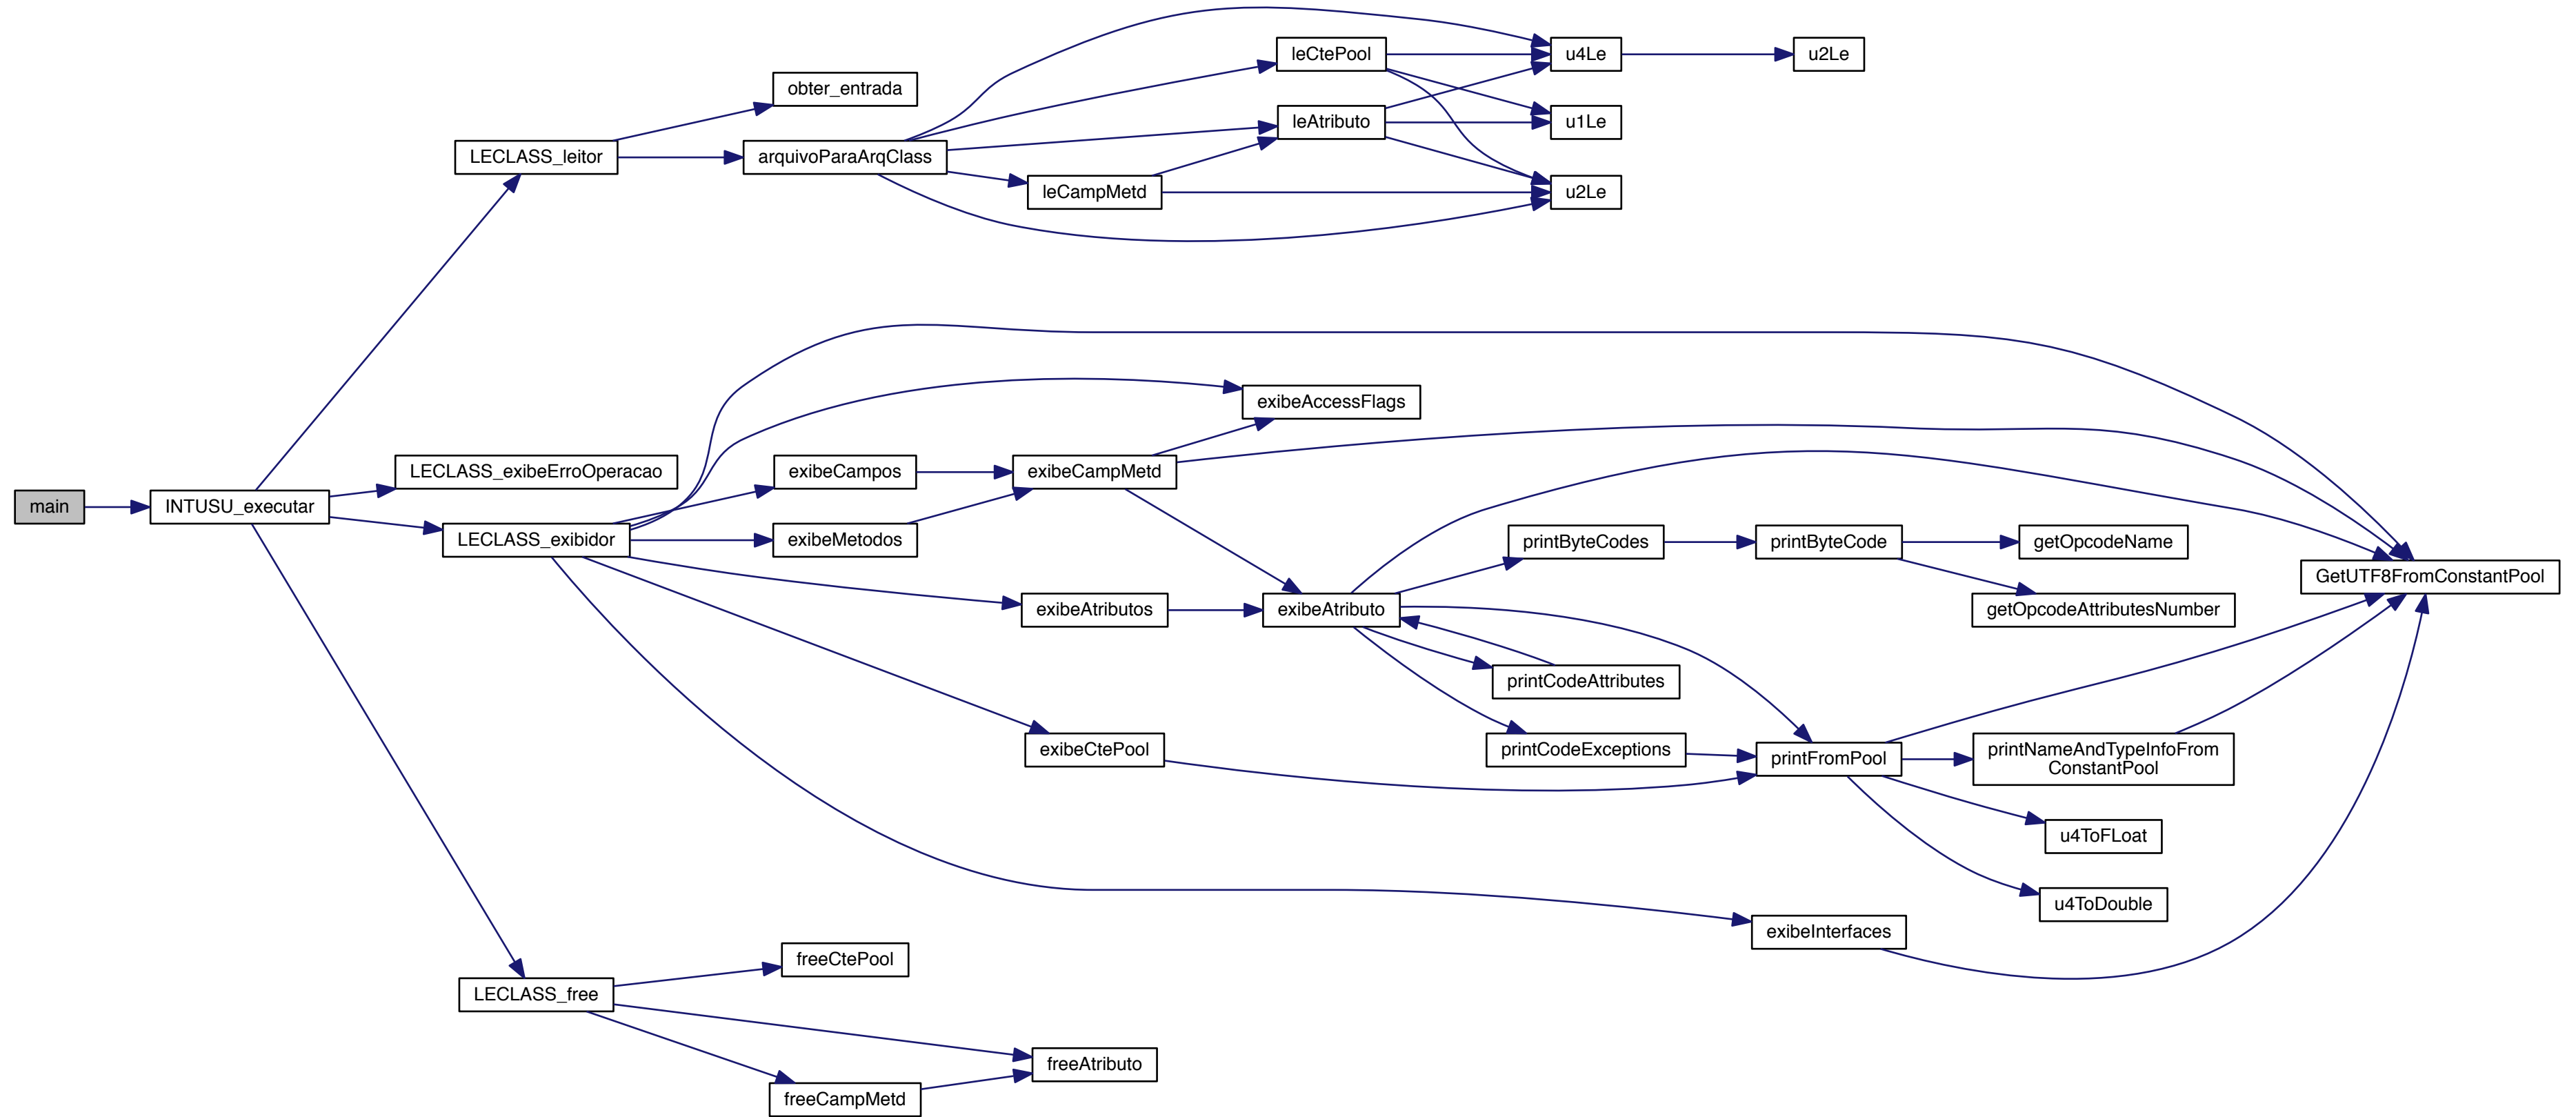 leCtePool
u4Le
u2Le
obter_entrada
leAtributo
u1Le
LECLASS_leitor
arquivoParaArqClass
leCampMetd
u2Le
exibeAccessFlags
LECLASS_exibeErroOperacao
exibeCampos
exibeCampMetd
main
INTUSU_executar
LECLASS_exibidor
exibeMetodos
printByteCodes
printByteCode
getOpcodeName
GetUTF8FromConstantPool
exibeAtributos
exibeAtributo
getOpcodeAttributesNumber
printCodeAttributes
exibeCtePool
printCodeExceptions
printFromPool
printNameAndTypeInfoFrom
ConstantPool
u4ToFLoat
u4ToDouble
exibeInterfaces
freeCtePool
LECLASS_free
freeAtributo
freeCampMetd